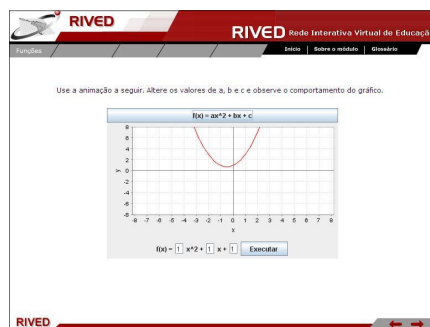 RIVED
RIVED Rede Interativa Virtual de Educaçã
Funções
Início | Sobre o módulo | Glossário
Use a animação a seguir. Altere os valores de a, b e c e observe o comportamento do gráfico.
f(x) = ax^2 + bx + c
8
6
4
2
0
-2
-4
-6
-8
y
-9 -8 -7 -6 -5 -4 -3 -2 -1 0 1 2 3 4 5 6 7 8 9
x
f(x) = 1 x^2 + 1 x + 1 Executar
RIVED